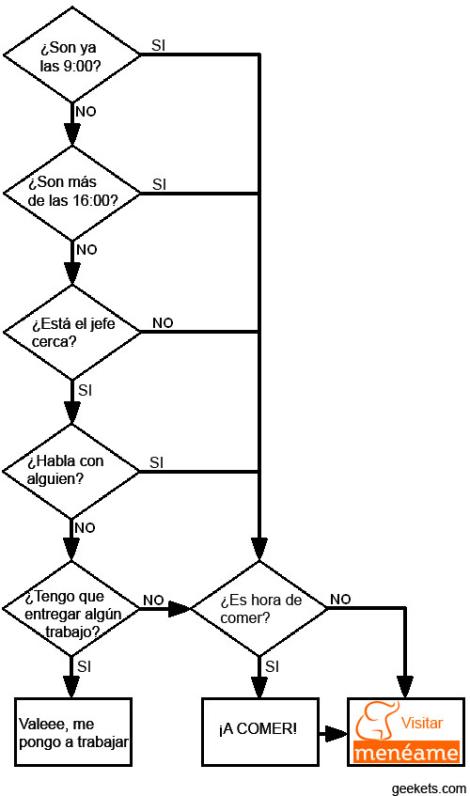 ¿Son ya
las 9:00?
SI
NO
¿Son más
de las 16:00?
SI
NO
¿Está el jefe
cerca?
NO
SI
¿Habla con
alguien?
SI
NO
¿Tengo que
entregar algún
trabajo?
NO
SI
¿Es hora de
comer?
NO
SI
Valeee, me
pongo a trabajar
¡A COMER!
Visitar
menéame
geekets.com